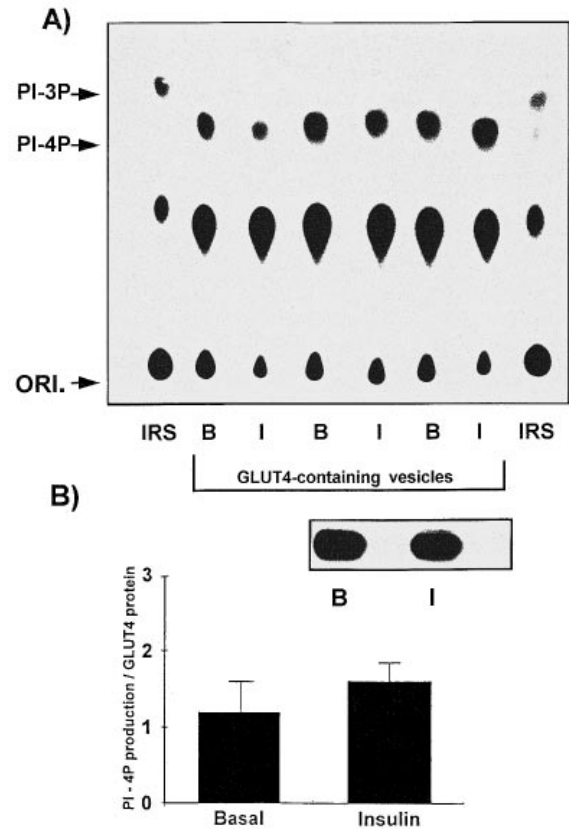 A)
PI-3P
PI-4P
ORI.
IRS B I B I B I IRS
GLUT4-containing vesicles
B)
B I
3
2
1
0
PI - 4P production / GLUT4 protein
Basal Insulin